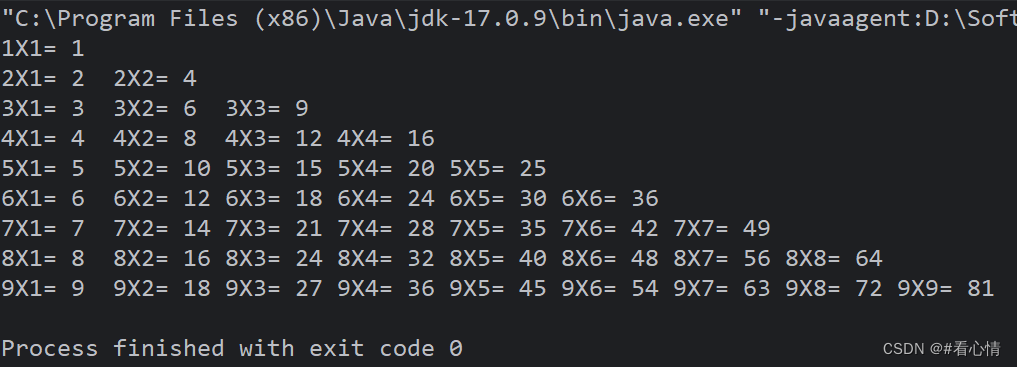 "C:\Program Files (x86)\Java\jdk-17.0.9\bin\java.exe" "-javaagent:D:\Soft
1X1= 1
2X1= 2  2X2= 4
3X1= 3  3X2= 6  3X3= 9
4X1= 4  4X2= 8  4X3= 12 4X4= 16
5X1= 5  5X2= 10 5X3= 15 5X4= 20 5X5= 25
6X1= 6  6X2= 12 6X3= 18 6X4= 24 6X5= 30 6X6= 36
7X1= 7  7X2= 14 7X3= 21 7X4= 28 7X5= 35 7X6= 42 7X7= 49
8X1= 8  8X2= 16 8X3= 24 8X4= 32 8X5= 40 8X6= 48 8X7= 56 8X8= 64
9X1= 9  9X2= 18 9X3= 27 9X4= 36 9X5= 45 9X6= 54 9X7= 63 9X8= 72 9X9= 81
Process finished with exit code 0
CSDN @#看心情